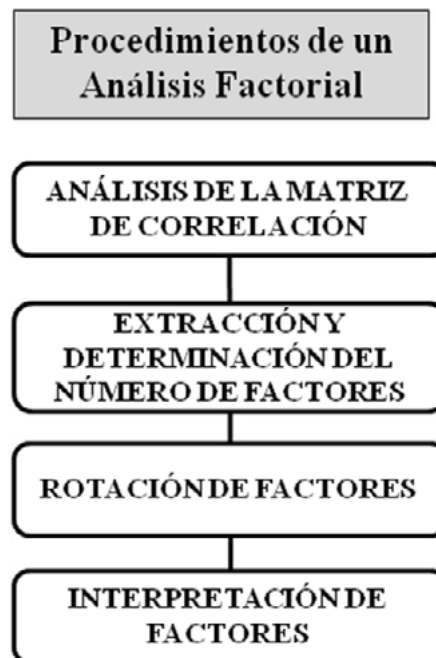 Procedimientos de un
Análisis Factorial
ANÁLISIS DE LA MATRIZ
DE CORRELACIÓN
EXTRACCIÓN Y
DETERMINACIÓN DEL
NÚMERO DE FACTORES
ROTACIÓN DE FACTORES
INTERPRETACIÓN DE
FACTORES